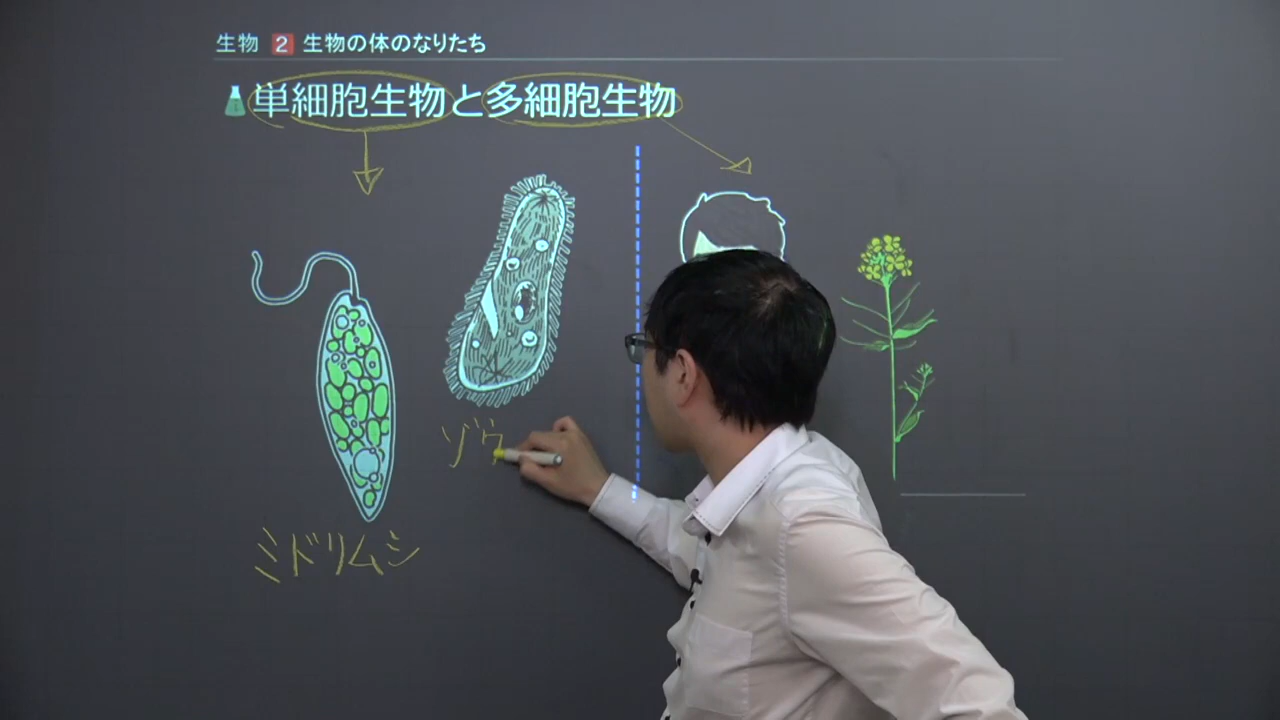 生物 2 生物の体のなりたち
単細胞生物と多細胞生物
ゾウ
ミドリムシ